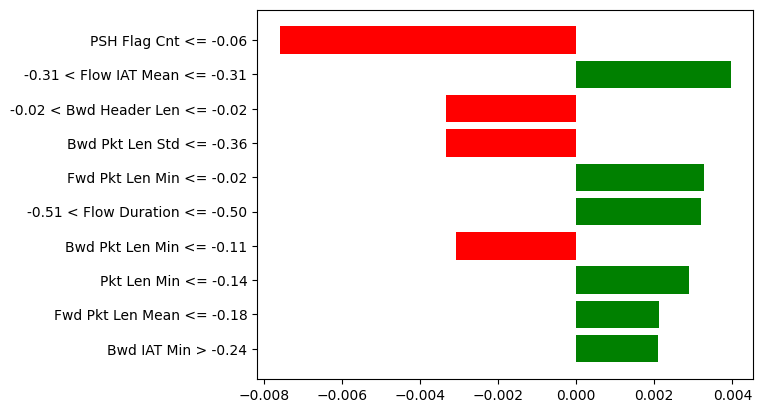 PSH Flag Cnt <= -0.06
-0.31 < Flow IAT Mean <= -0.31
-0.02 < Bwd Header Len <= -0.02
Bwd Pkt Len Std <= -0.36
Fwd Pkt Len Min <= -0.02
-0.51 < Flow Duration <= -0.50
Bwd Pkt Len Min <= -0.11
Pkt Len Min <= -0.14
Fwd Pkt Len Mean <= -0.18
Bwd IAT Min > -0.24
−0.008 −0.006 −0.004 −0.002 0.000 0.002 0.004